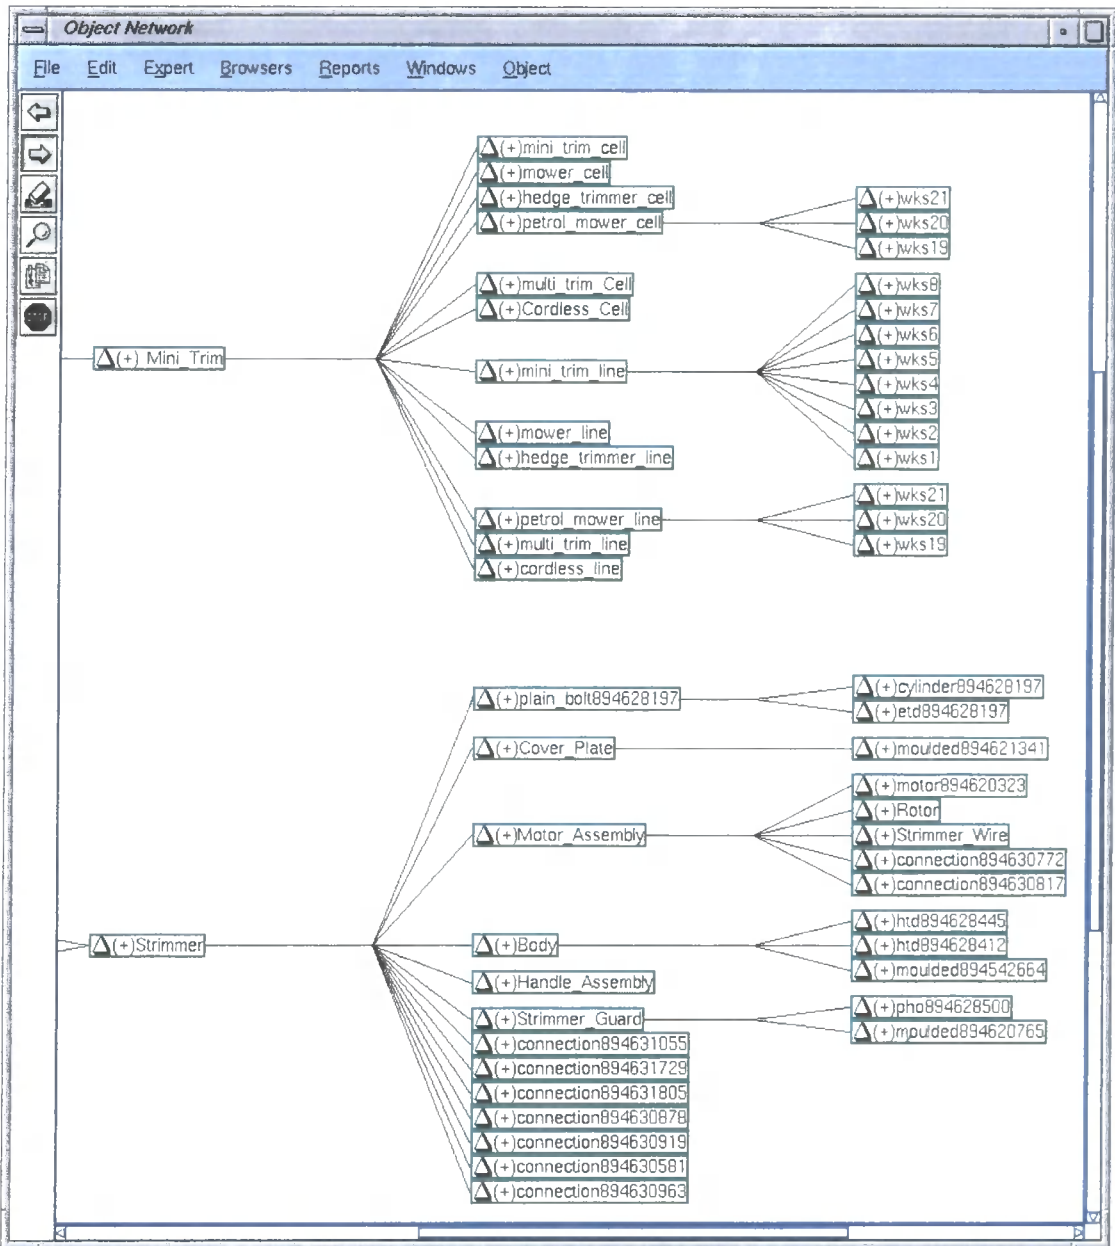 Object Network
File Edit Expert Browsers Reports Windows Object
(+)mini_trim_cell
(+)mower_cell
(+)hedge_trimmer_cell
(+)petrol_mower_cell
(+)wks21
(+)wks20
(+)wks19
(+)multi_trim_Cell
(+)Cordless_Cell
(+)wks8
(+)wks7
(+)wks6
(+)wks5
(+)wks4
(+)wks3
(+)wks2
(+)wks1
(+) Mini_Trim
(+)mini_trim_line
(+)mower_line
(+)hedge_trimmer_line
(+)petrol_mower_line
(+)multi_trim_line
(+)cordless_line
(+)wks21
(+)wks20
(+)wks19
(+)plain_bolt894628197
(+)cylinder894628197
(+)etd894628197
(+)Cover_Plate
(+)moulded894621341
(+)Motor_Assembly
(+)motor894620323
(+)Rotor
(+)Strimmer_Wire
(+)connection894630772
(+)connection894630817
(+)Strimmer
(+)Body
(+)htd894628445
(+)htd894628412
(+)moulded894542664
(+)Handle_Assembly
(+)Strimmer_Guard
(+)pho894628500
(+)moulded894620765
(+)connection894631055
(+)connection894631729
(+)connection894631805
(+)connection894630878
(+)connection894630919
(+)connection894630581
(+)connection894630963